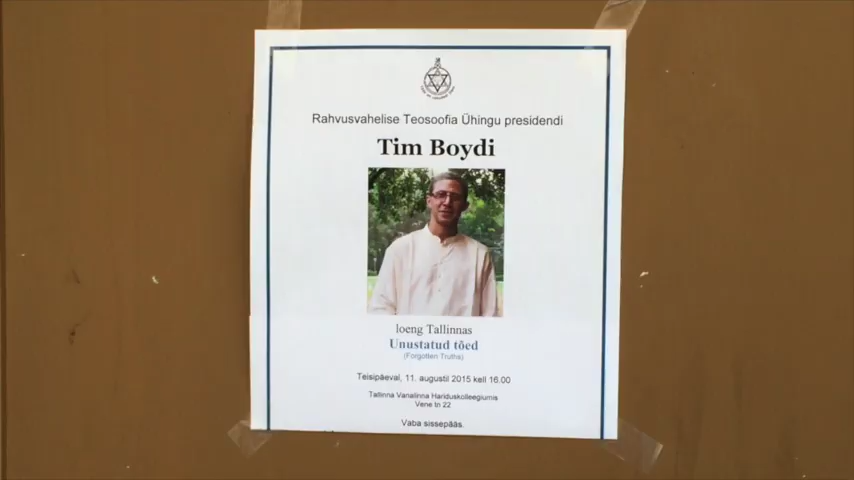 Rahvusvahelise Teosoofia Ühingu presidendi
Tim Boydi
loeng Tallinnas
Unustatud tõed
(Forgotten Truths)
Teisipäeval, 11. augustil 2015 kell 16.00
Tallinna Vanalinna Hariduskolleegiumis
Vene tn 22
Vaba sissepääs.